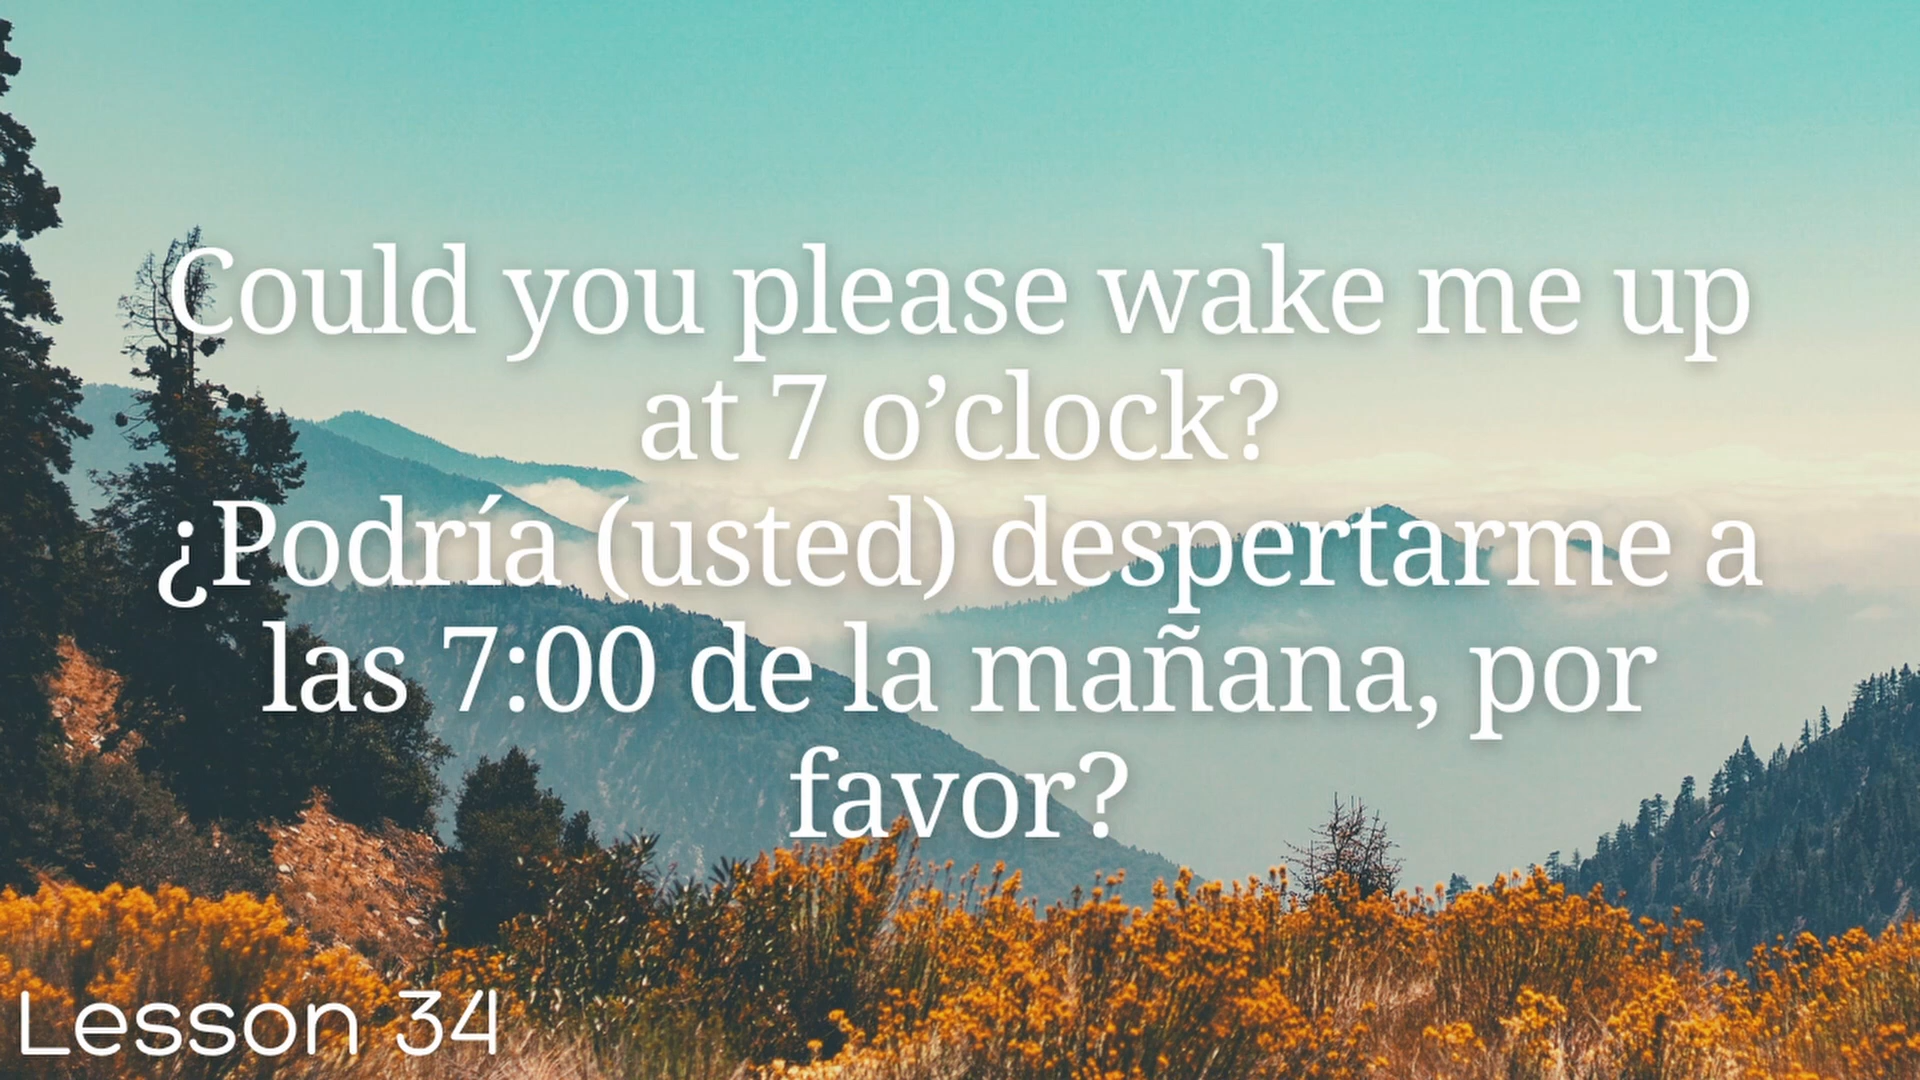 Could you please wake me up
at 7 o’clock?
¿Podría (usted) despertarme a
las 7:00 de la mañana, por
favor?
Lesson 34